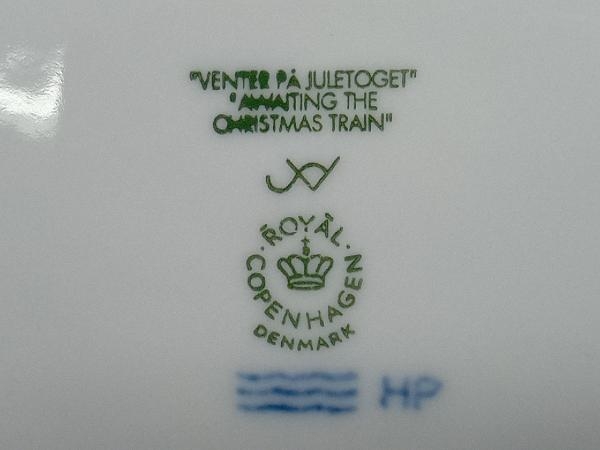 "VENTER PÅ JULETOGET"
"AWAITING THE
CHRISTMAS TRAIN"
ROYAL
COPENHAGEN
DENMARK
HP